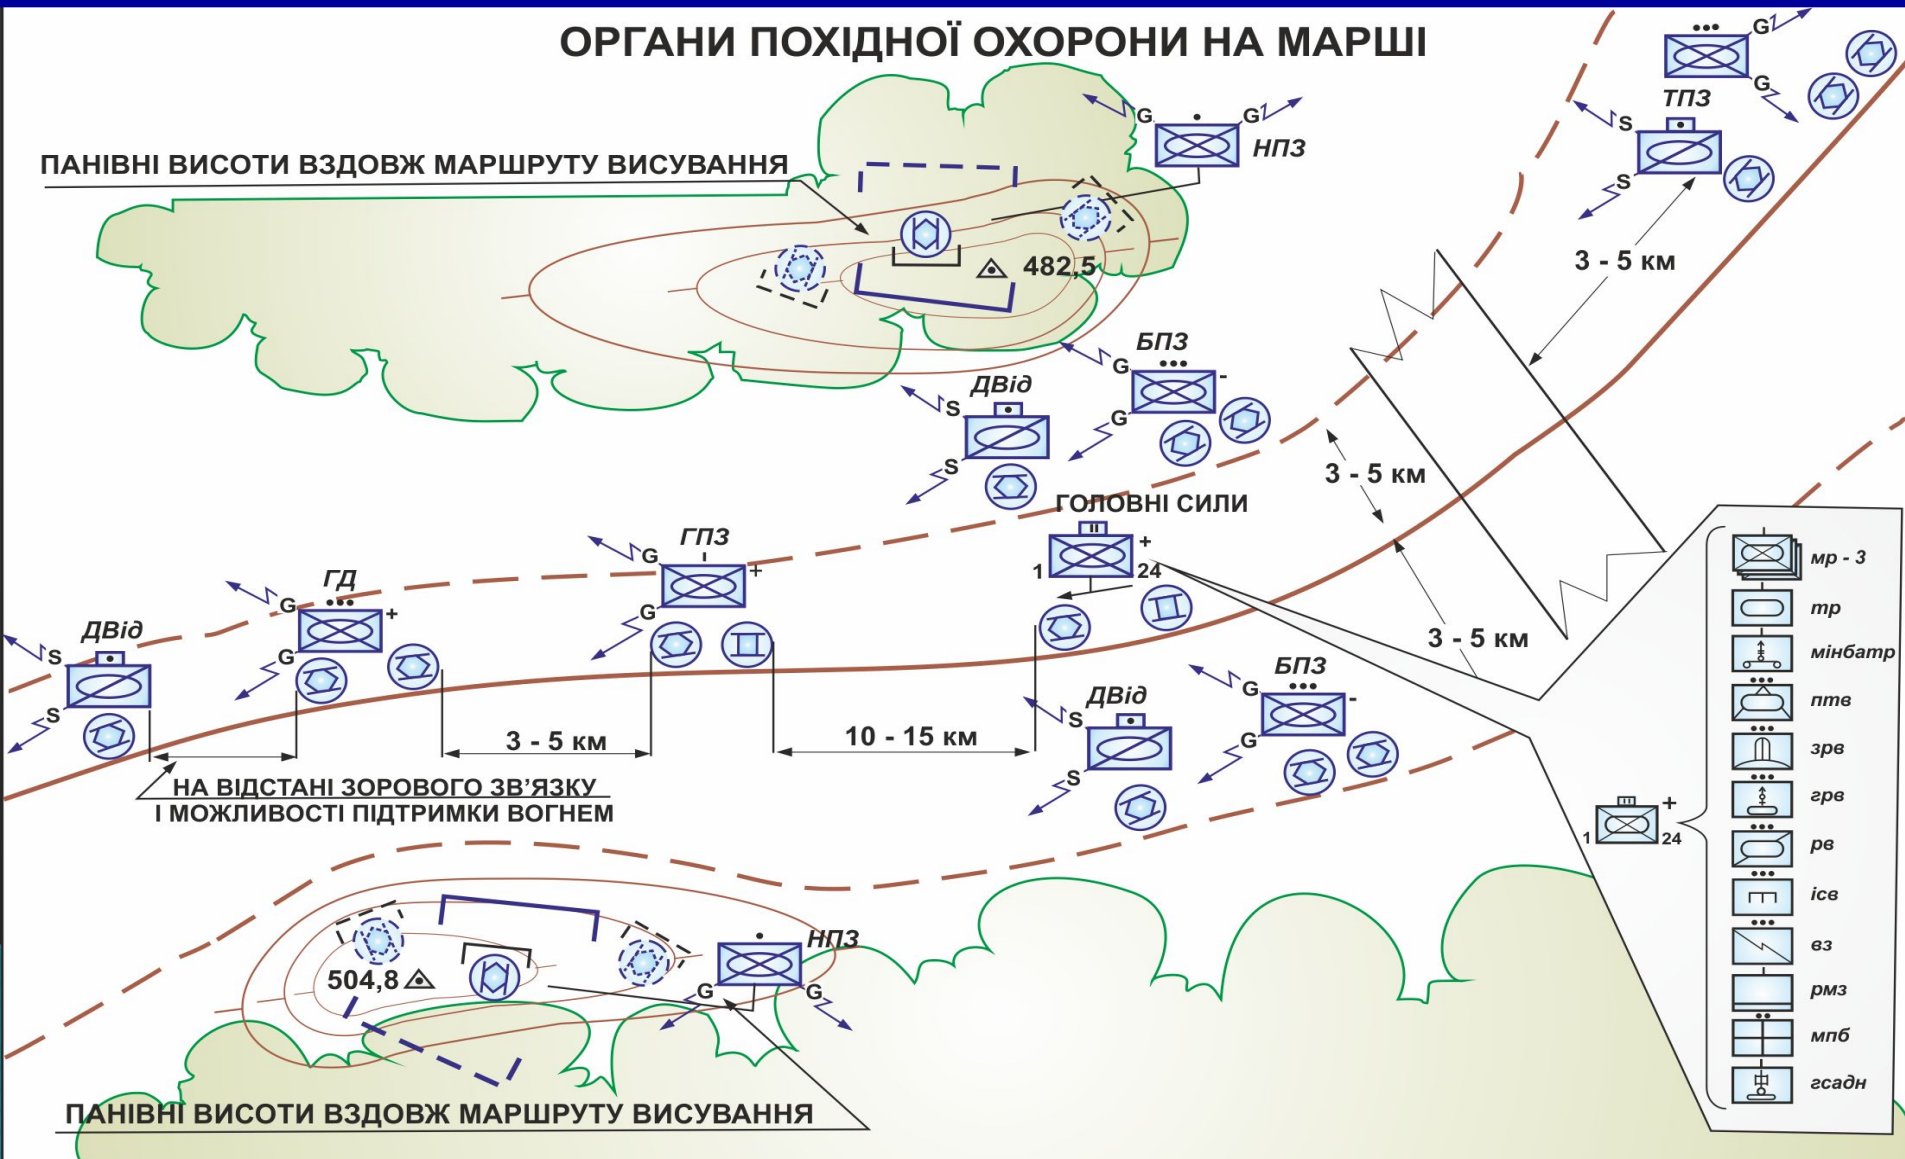 ОРГАНИ ПОХІДНОЇ ОХОРОНИ НА МАРШІ
G
G
ТПЗ
S
S
3 - 5 км
G
G
НПЗ
ПАНІВНІ ВИСОТИ ВЗДОВЖ МАРШРУТУ ВИСУВАННЯ
482,5
БПЗ
G
-
G
ДВід
S
S
3 - 5 км
ГОЛОВНІ СИЛИ
+
1
24
3 - 5 км
ГПЗ
G
+
G
ГД
G
+
G
ДВід
S
S
3 - 5 км
10 - 15 км
НА ВІДСТАНІ ЗОРОВОГО ЗВ’ЯЗКУ
І МОЖЛИВОСТІ ПІДТРИМКИ ВОГНЕМ
БПЗ
G
-
G
ДВід
S
S
НПЗ
G
G
504,8
ПАНІВНІ ВИСОТИ ВЗДОВЖ МАРШРУТУ ВИСУВАННЯ
+
1
24
мр - 3
тр
мінбатр
птв
зрв
грв
рв
ісв
вз
рмз
мпб
гсадн